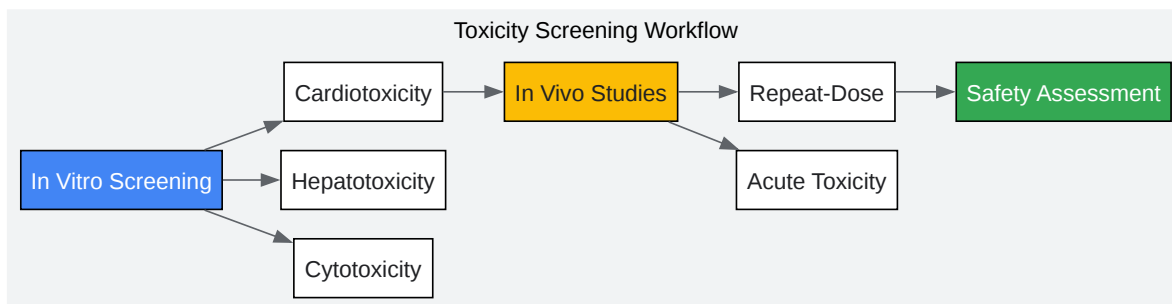 Toxicity Screening Workflow
Cardiotoxicity
In Vivo Studies
Repeat-Dose
Safety Assessment
In Vitro Screening
Hepatotoxicity
Acute Toxicity
Cytotoxicity